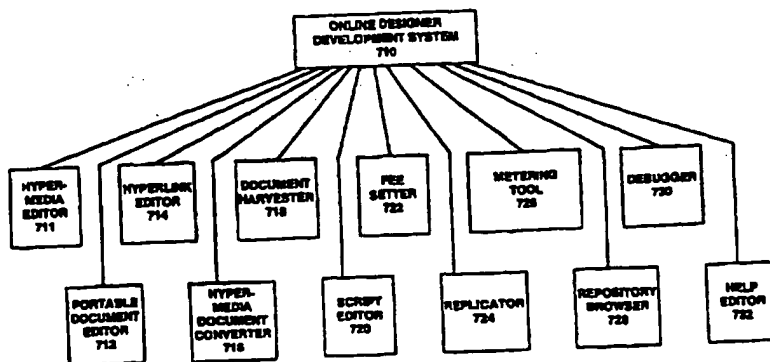 ONLINE DESIGNER
DEVELOPMENT SYSTEM
710
HYPER-
MEDIA
EDITOR
711
HYPERLINK
EDITOR
714
DOCUMENT
HARVESTER
718
FEE
SETTER
722
METERING
TOOL
726
DEBUGGER
730
PORTABLE
DOCUMENT
EDITOR
712
HYPER-
MEDIA
DOCUMENT
CONVERTER
716
SCRIPT
EDITOR
720
REPLICATOR
724
REPOSITORY
BROWSER
728
HELP
EDITOR
732